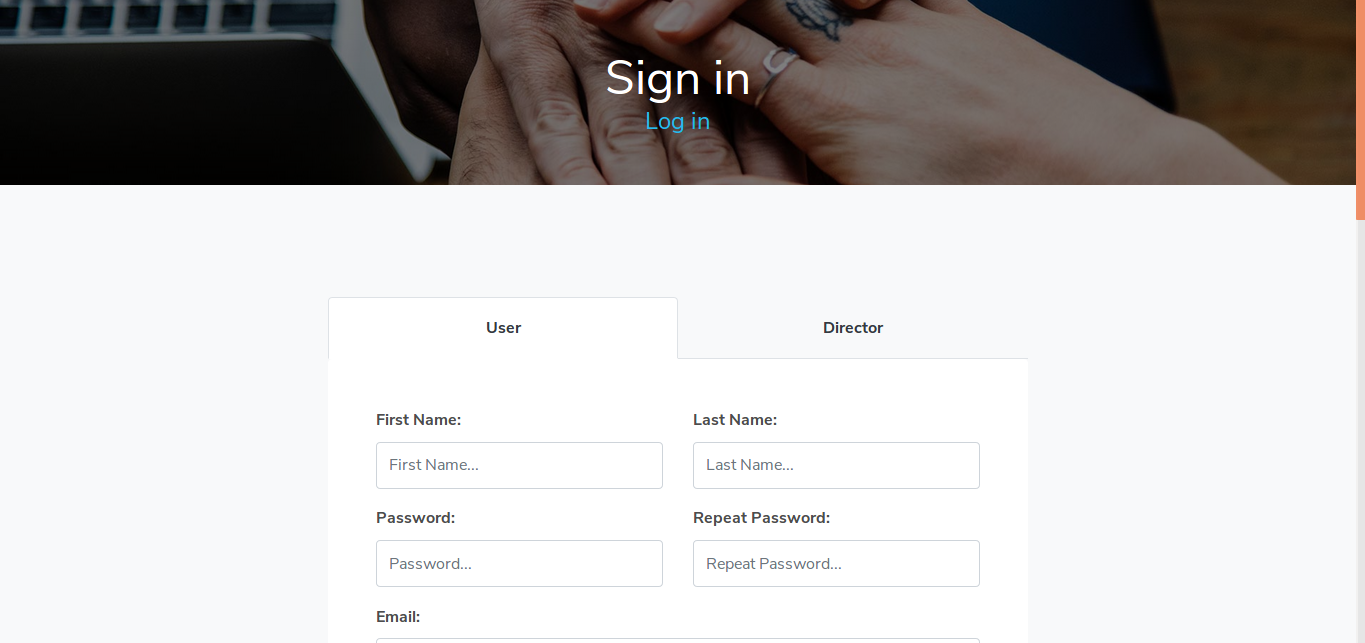 Sign in
Log in
User Director
First Name: Last Name:
First Name... Last Name...
Password: Repeat Password:
Password... Repeat Password...
Email: